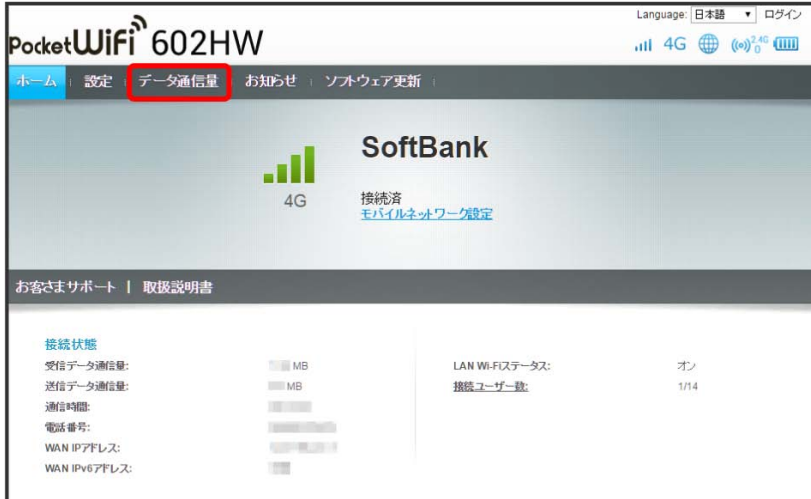 Language: 日本語 ログイン
PocketWiFi 602HW
4G 2.4G 0
ホーム 設定 データ通信量 お知らせ ソフトウェア更新
SoftBank
4G
接続済
モバイルネットワーク設定
お客さまサポート | 取扱説明書
接続状態
受信データ通信量: MB
LAN Wi-Fiステータス: オン
送信データ通信量: MB
接続ユーザー数: 1/14
通信時間:
電話番号:
WAN IPアドレス:
WAN IPv6アドレス: